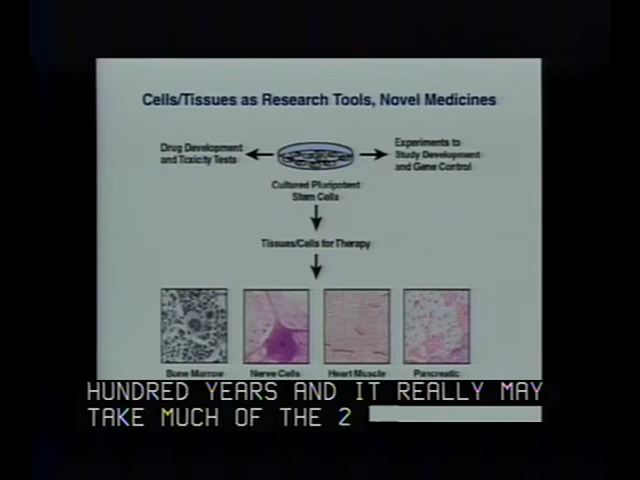 Cells/Tissues as Research Tools, Novel Medicines
Drug Development
and Toxicity Tests
Experiments to
Study Development
and Gene Control
Cultured Pluripotent
Stem Cells
Tissues/Cells for Therapy
Bone Marrow
Nerve Cells
Heart Muscle
Pancreatic
HUNDRED YEARS AND IT REALLY MAY
TAKE MUCH OF THE 2